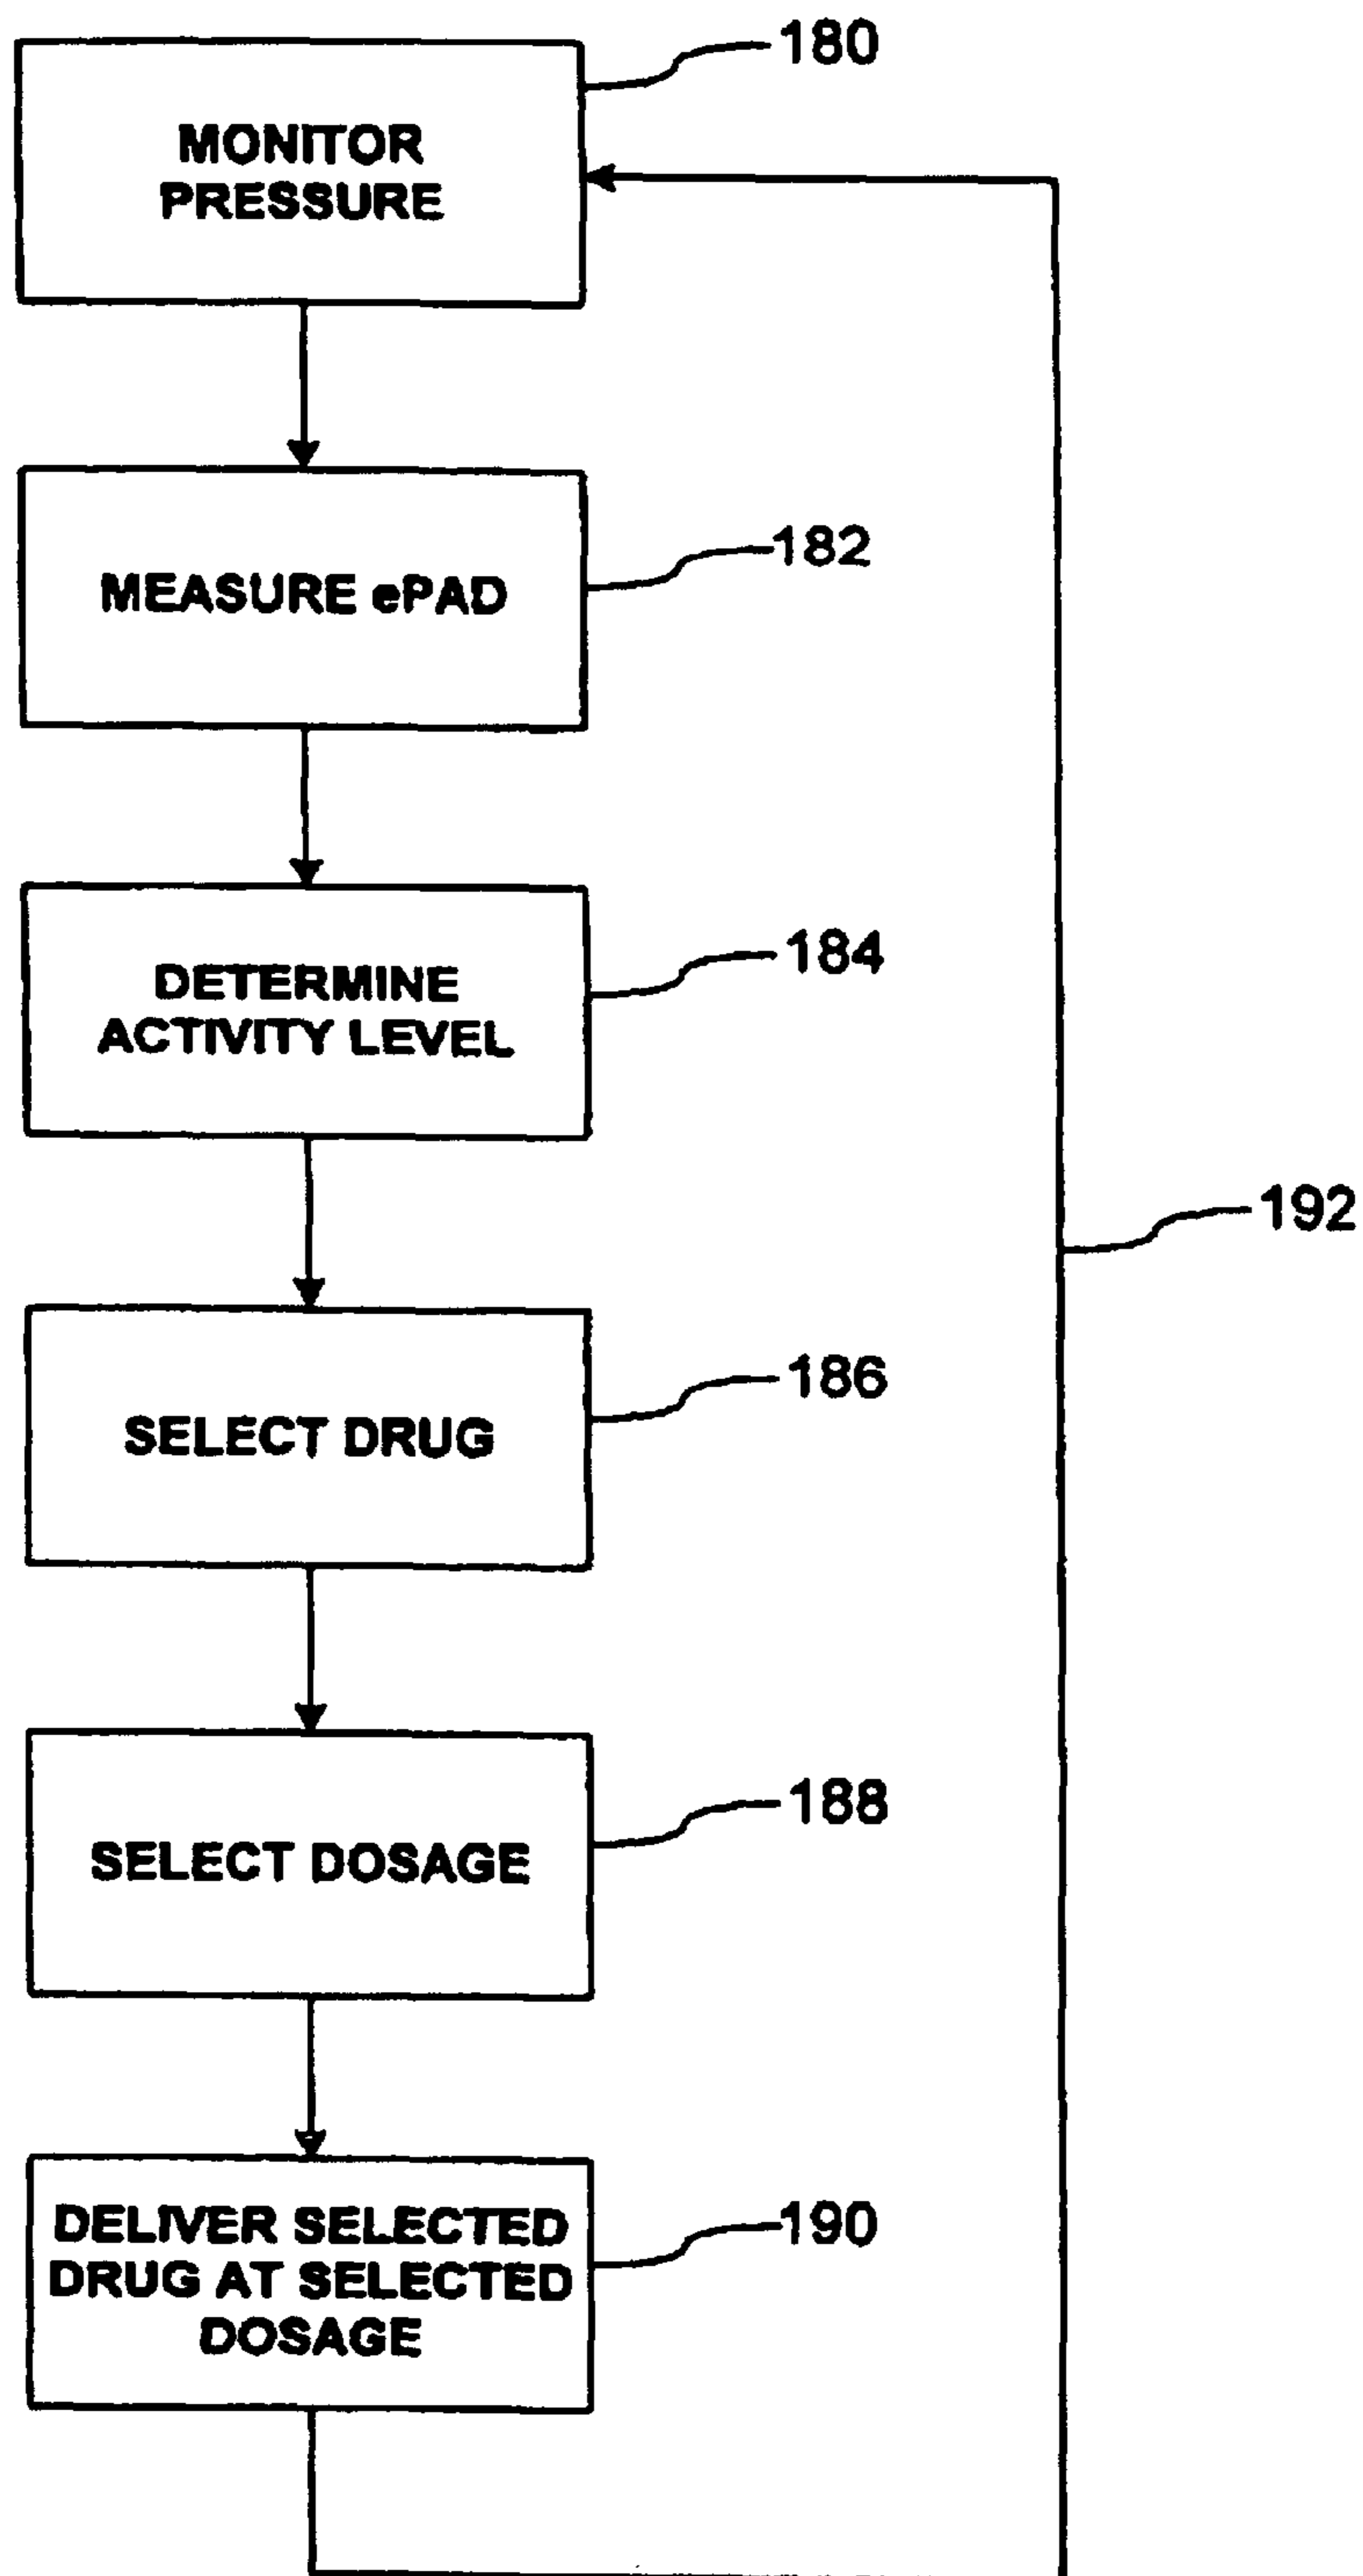 180
MONITOR
PRESSURE
182
MEASURE ePAD
184
DETERMINE
ACTIVITY LEVEL
192
186
SELECT DRUG
188
SELECT DOSAGE
190
DELIVER SELECTED
DRUG AT SELECTED
DOSAGE